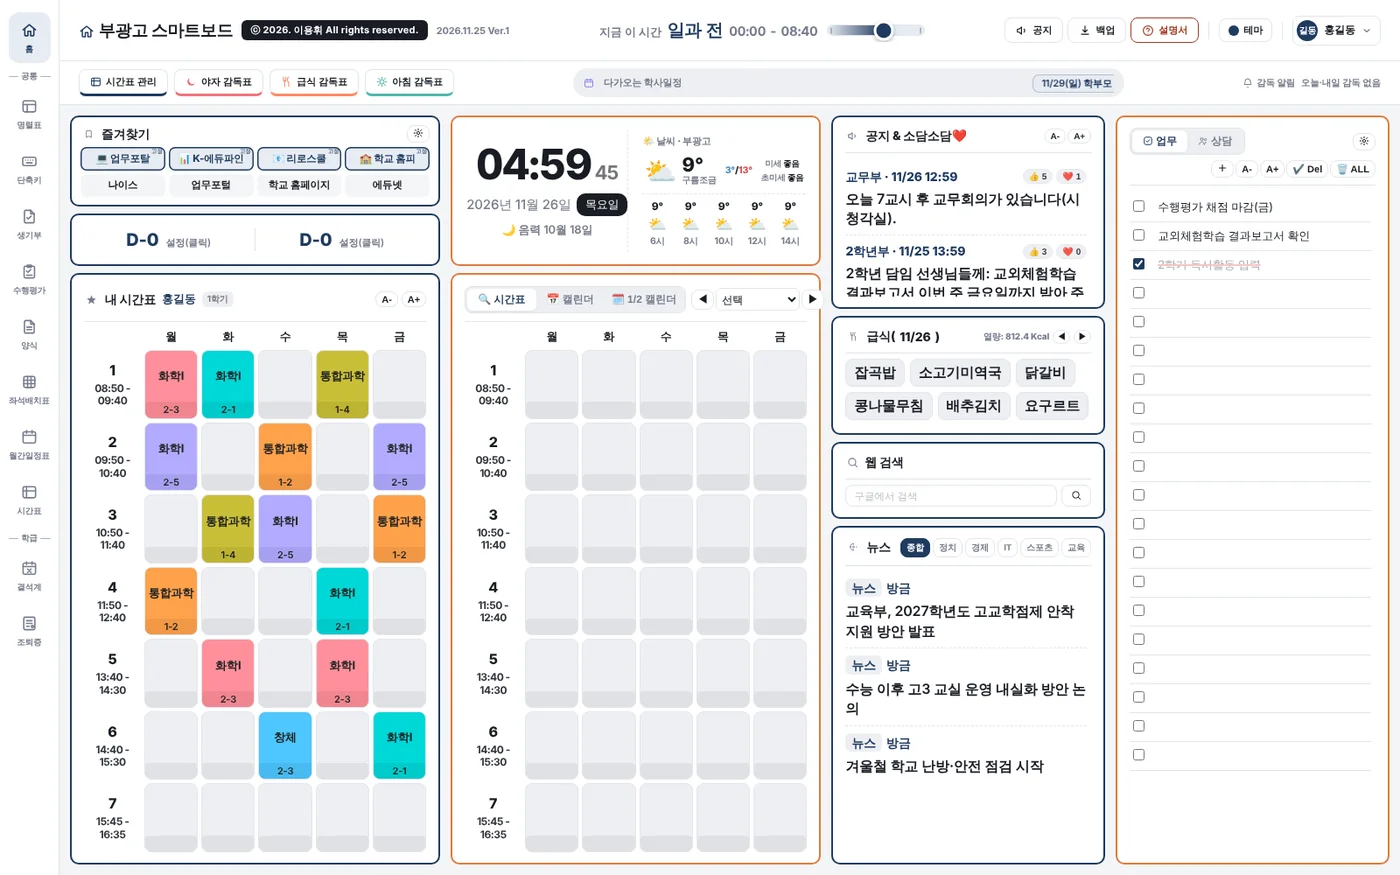 홈
공통
명렬표
단축키
생기부
수행평가
양식
좌석배치표
월간일정표
시간표
학급
결석계
조퇴증
부광고 스마트보드
ⓒ 2026. 이용휘 All rights reserved.
2026.11.25 Ver.1
지금 이 시간 일과 전 00:00 - 08:40
공지
백업
설명서
테마
길동 홍길동
시간표 관리
야자 감독표
급식 감독표
아침 감독표
다가오는 학사일정
11/29(일) 학부모
감독 알림 오늘·내일 감독 없음
즐겨찾기
업무포탈 고정
K-에듀파인 고정
리로스쿨 고정
학교 홈피 고정
나이스
업무포털
학교 홈페이지
에듀넷
D-0 설정(클릭)
D-0 설정(클릭)
내 시간표 홍길동 1학기
A- A+
월 화 수 목 금
1
08:50 -
09:40
화학I 화학I 통합과학
2-3 2-1 1-4
2
09:50 -
10:40
화학I 통합과학 화학I
2-5 1-2 2-5
3
10:50 -
11:40
통합과학 화학I 통합과학
1-4 2-5 1-2
4
11:50 -
12:40
통합과학 화학I
1-2 2-1
5
13:40 -
14:30
화학I 화학I
2-3 2-3
6
14:40 -
15:30
창체 화학I
2-3 2-1
7
15:45 -
16:35
04:59 45
2026년 11월 26일 목요일
음력 10월 18일
날씨 · 부광고
9°
구름조금
3°/13°
미세 좋음
초미세 좋음
9° 9° 9° 9° 9°
6시 8시 10시 12시 14시
시간표 캘린더 1/2 캘린더 ◀ 선택 ▶
월 화 수 목 금
1
08:50 -
09:40
2
09:50 -
10:40
3
10:50 -
11:40
4
11:50 -
12:40
5
13:40 -
14:30
6
14:40 -
15:30
7
15:45 -
16:35
공지 & 소담소담❤️
A- A+
교무부 · 11/26 12:59
👍 5 ❤️ 1
오늘 7교시 후 교무회의가 있습니다(시
청각실).
2학년부 · 11/25 13:59
👍 3 ❤️ 0
2학년 담임 선생님들께: 교외체험학습
결과보고서 이번 주 금요일까지 받아 주
급식( 11/26 )
열량: 812.4 Kcal ◀ ▶
잡곡밥 소고기미역국 닭갈비
콩나물무침 배추김치 요구르트
웹 검색
구글에서 검색
뉴스 종합 정치 경제 IT 스포츠 교육
뉴스 방금
교육부, 2027학년도 고교학점제 안착
지원 방안 발표
뉴스 방금
수능 이후 고3 교실 운영 내실화 방안 논
의
뉴스 방금
겨울철 학교 난방·안전 점검 시작
업무 상담
+ A- A+ ✔ Del 🗑 ALL
수행평가 채점 마감(금)
교외체험학습 결과보고서 확인
2학기 독서활동 입력